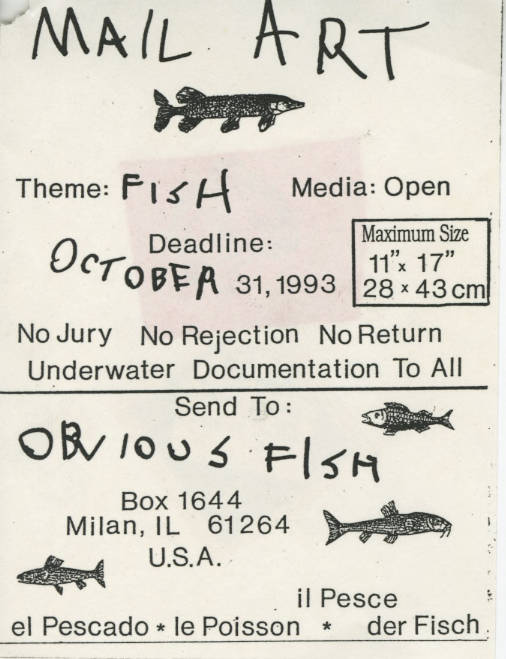 MAIL ART
Theme: FISH Media: Open
Deadline:
OCTOBER 31,1993
Maximum Size
11” x 17”
28 x 43 cm
No Jury No Rejection No Return
Underwater Documentation To All
Send To:
OBVIOUS FISH
Box 1644
Milan, IL 61264
U.S.A.
il Pesce
el Pescado * le Poisson * der Fisch